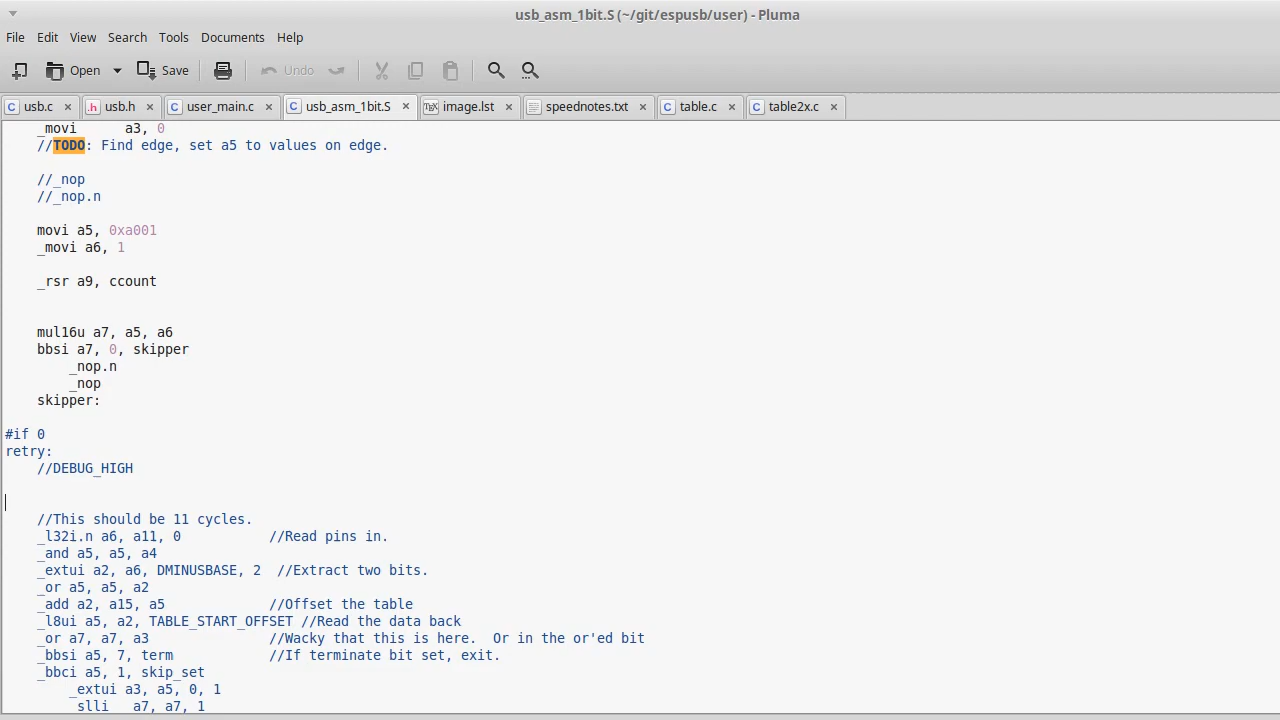 usb_asm_1bit.S (~/git/espusb/user) - Pluma
File Edit View Search Tools Documents Help
Open Save Undo
usb.c usb.h user_main.c usb_asm_1bit.S image.lst speednotes.txt table.c table2x.c
_movi      a3, 0
//TODO: Find edge, set a5 to values on edge.
//_nop
//_nop.n
movi a5, 0xa001
_movi a6, 1
_rsr a9, ccount
mul16u a7, a5, a6
bbsi a7, 0, skipper
_nop.n
_nop
skipper:
#if 0
retry:
//DEBUG_HIGH
//This should be 11 cycles.
_l32i.n a6, a11, 0           //Read pins in.
_and a5, a5, a4
_extui a2, a6, DMINUSBASE, 2  //Extract two bits.
_or a5, a5, a2
_add a2, a15, a5             //Offset the table
_l8ui a5, a2, TABLE_START_OFFSET //Read the data back
_or a7, a7, a3               //Wacky that this is here.  Or in the or'ed bit
_bbsi a5, 7, term            //If terminate bit set, exit.
_bbci a5, 1, skip_set
_extui a3, a5, 0, 1
slli   a7, a7, 1